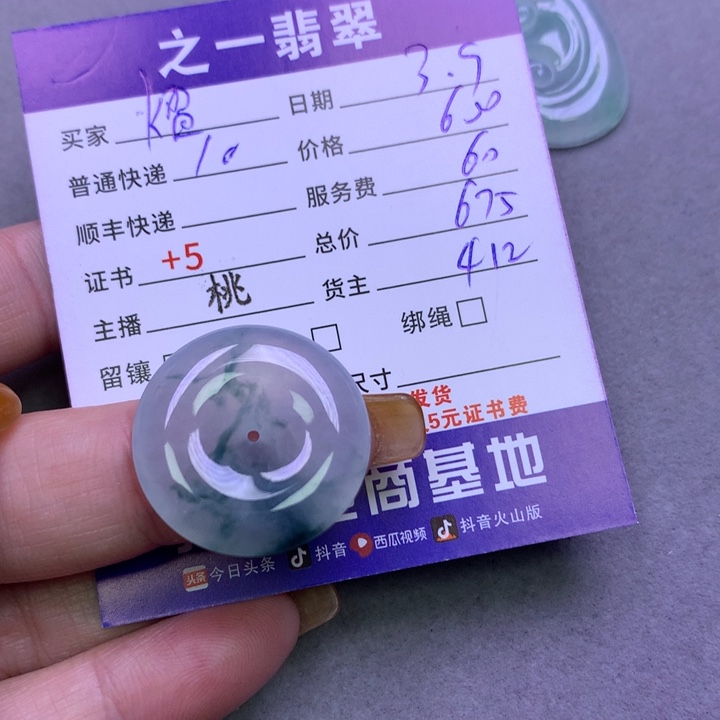 之一翡翠
买家 日期 3.9
普通快递 10 价格 600
顺丰快递 服务费 60
证书 +5 总价 675
主播 桃 货主 412
留镶 绑绳
尺寸
发货
5元证书费
商基地
今日头条 抖音 西瓜视频 抖音火山版